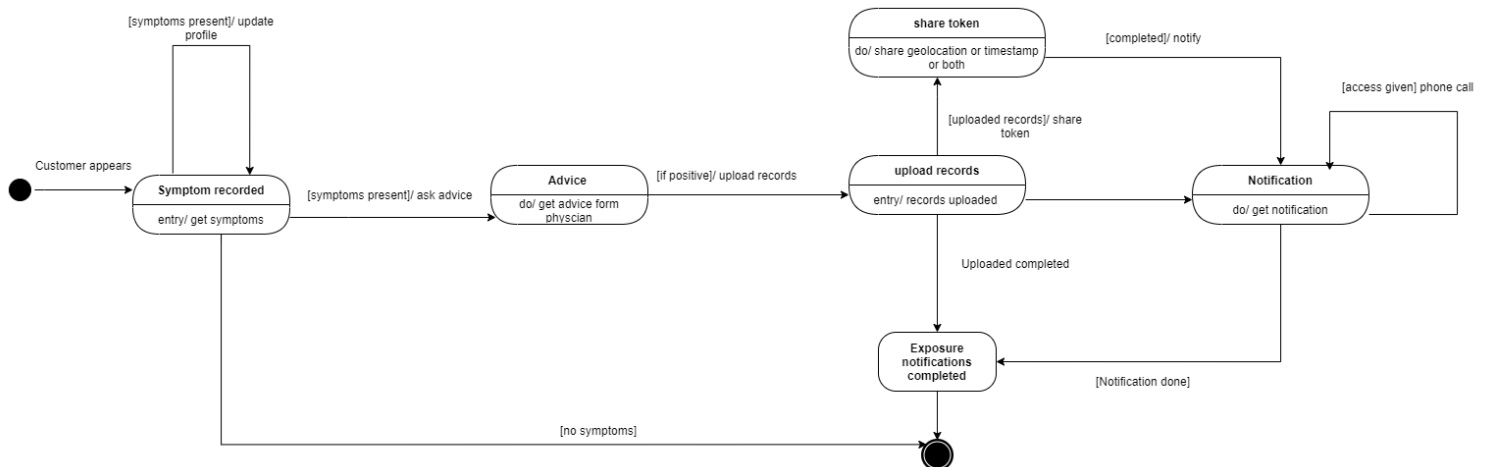 [symptoms present]/ update
profile
Customer appears
Symptom recorded
entry/ get symptoms
[symptoms present]/ ask advice
Advice
do/ get advice form
physcian
[if positive]/ upload records
share token
do/ share geolocation or timestamp
or both
[completed]/ notify
[uploaded records]/ share
token
upload records
entry/ records uploaded
[access given] phone call
Notification
do/ get notification
Uploaded completed
Exposure
notifications
completed
[Notification done]
[no symptoms]